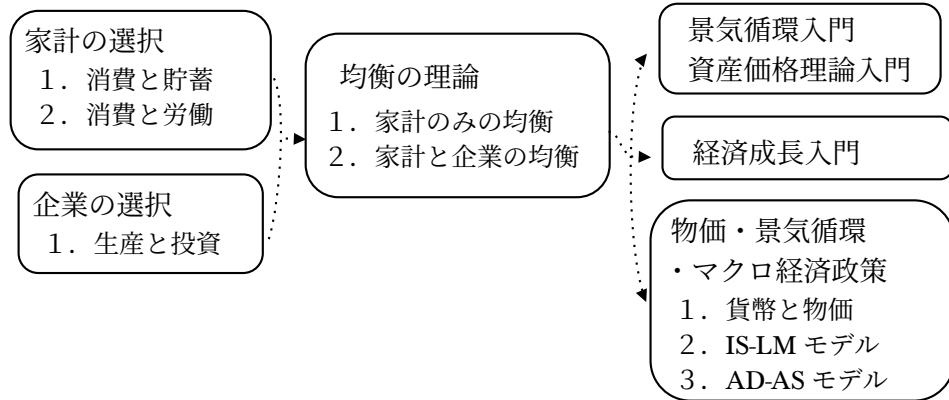 家計の選択
１．消費と貯蓄
２．消費と労働
企業の選択
１．生産と投資
均衡の理論
１．家計のみの均衡
２．家計と企業の均衡
景気循環入門
資産価格理論入門
経済成長入門
物価・景気循環
・マクロ経済政策
１．貨幣と物価
２．IS-LM モデル
３．AD-AS モデル